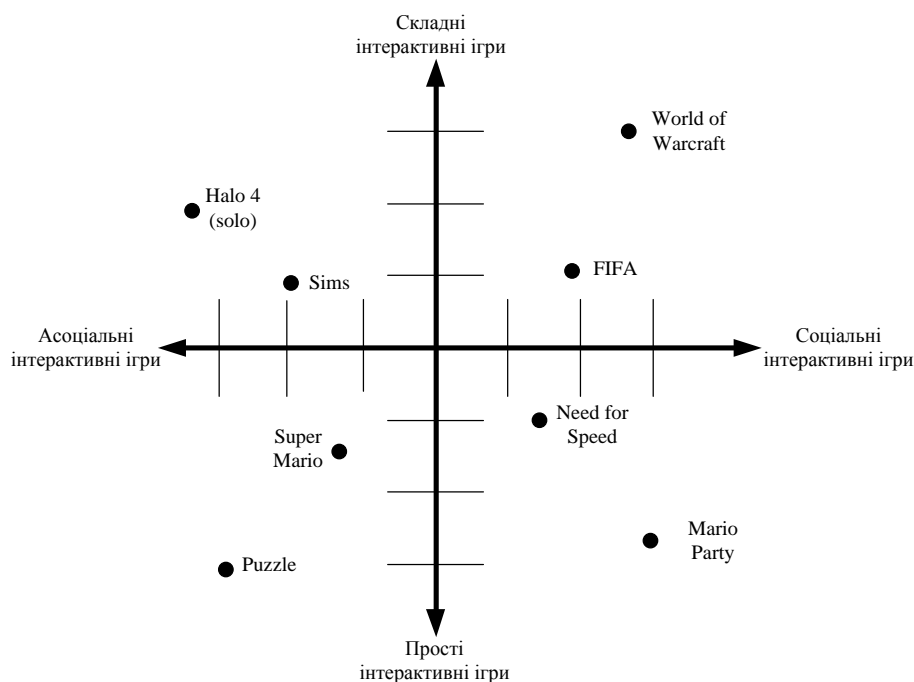 Складні
інтерактивні ігри
World of
Warcraft
Halo 4
(solo)
Sims
FIFA
Асоціальні
інтерактивні ігри
Соціальні
інтерактивні ігри
Need for
Speed
Super
Mario
Mario
Party
Puzzle
Прості
інтерактивні ігри